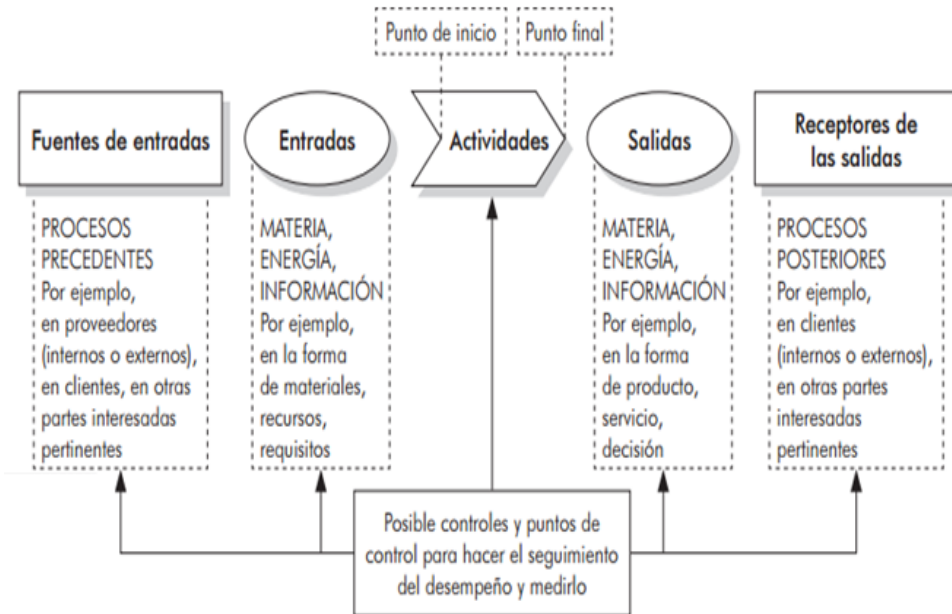 Punto de inicio
Punto final
Fuentes de entradas
Entradas
Actividades
Salidas
Receptores de
las salidas
PROCESOS
PRECEDENTES
Por ejemplo,
en proveedores
(internos o externos),
en clientes, en otras
partes interesadas
pertinentes
MATERIA,
ENERGÍA,
INFORMACIÓN
Por ejemplo,
en la forma
de materiales,
recursos,
requisitos
MATERIA,
ENERGÍA,
INFORMACIÓN
Por ejemplo,
en la forma
de producto,
servicio,
decisión
PROCESOS
POSTERIORES
Por ejemplo,
en clientes
(internos o externos),
en otras partes
interesadas
pertinentes
Posible controles y puntos de
control para hacer el seguimiento
del desempeño y medirlo